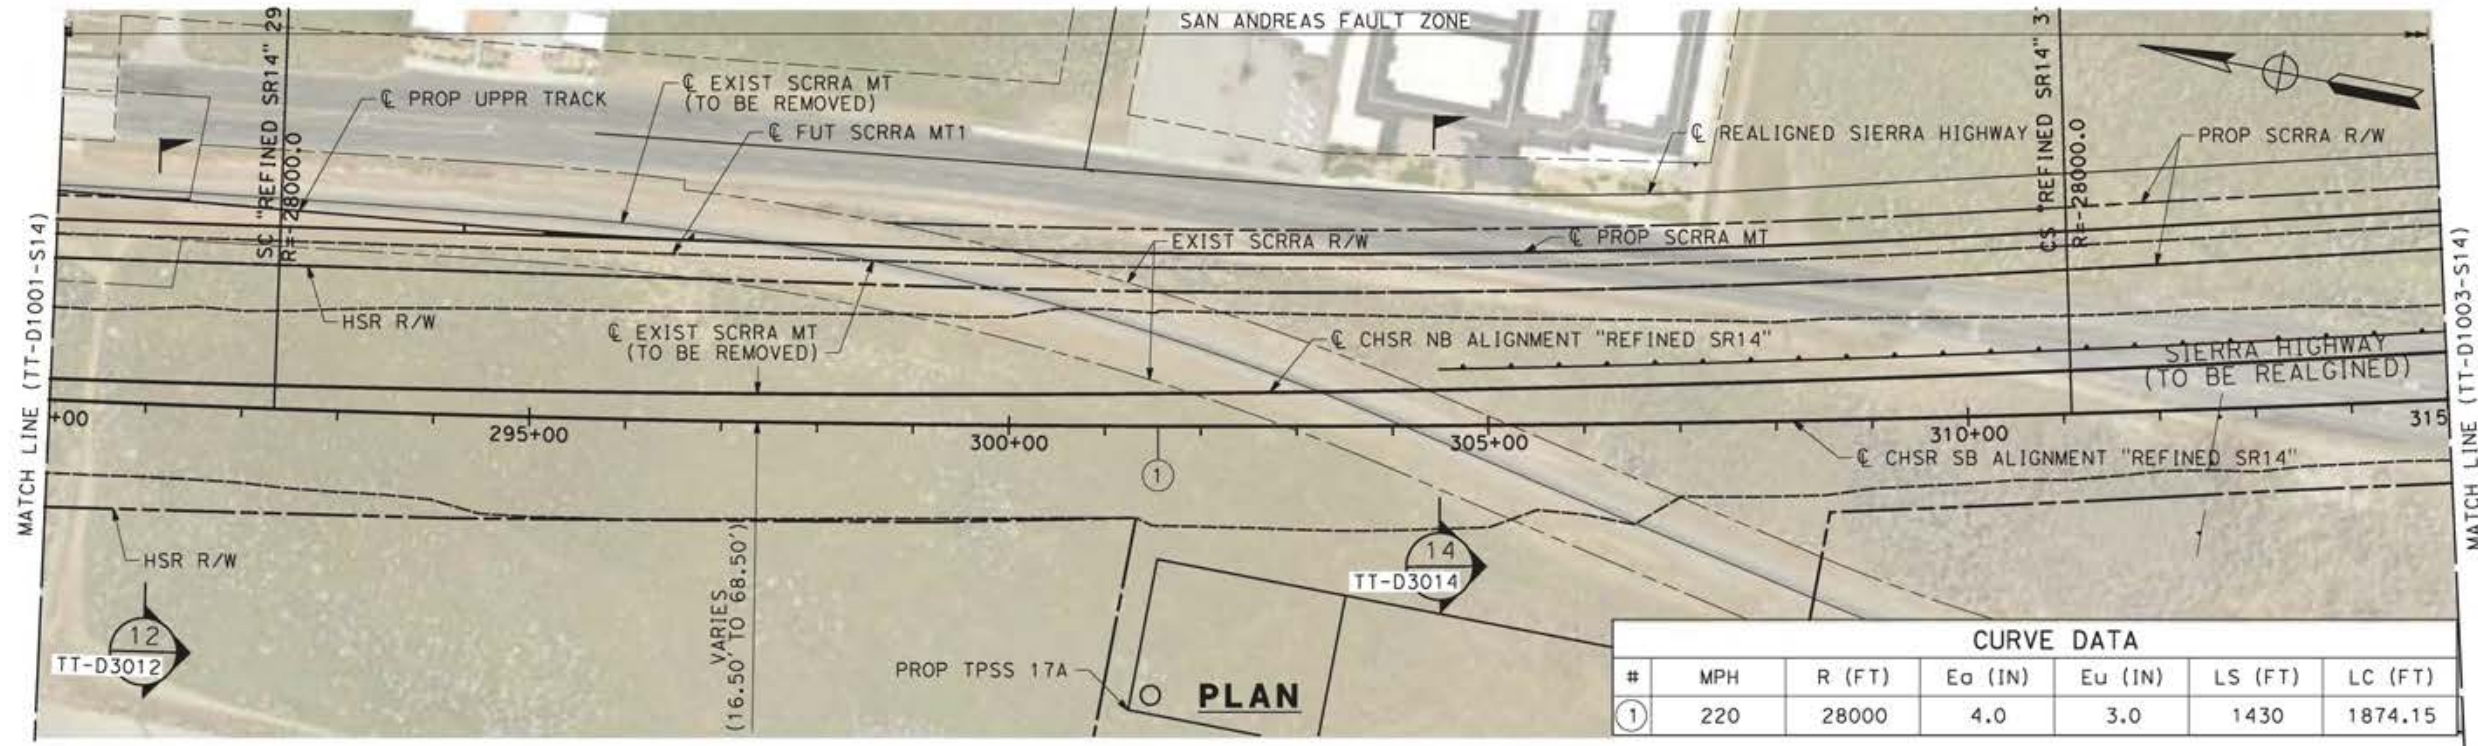 SAN ANDREAS FAULT ZONE
SC "REFINED SR14" 29
R=-28000.0
CS "REFINED SR14" 3
R=-28000.0
℄ PROP UPPR TRACK
℄ EXIST SCRRA MT
(TO BE REMOVED)
℄ FUT SCRRA MT1
℄ REALIGNED SIERRA HIGHWAY
PROP SCRRA R/W
EXIST SCRRA R/W
℄ PROP SCRRA MT
HSR R/W
℄ EXIST SCRRA MT
(TO BE REMOVED)
℄ CHSR NB ALIGNMENT "REFINED SR14"
SIERRA HIGHWAY
(TO BE REALGINED)
MATCH LINE (TT-D1001-S14)
MATCH LINE (TT-D1003-S14)
+00
295+00
300+00
305+00
310+00
315
℄ CHSR SB ALIGNMENT "REFINED SR14"
1
HSR R/W
VARIES
(16.50' TO 68.50')
12
TT-D3012
14
TT-D3014
PROP TPSS 17A
PLAN
CURVE DATA
# MPH R (FT) Ea (IN) Eu (IN) LS (FT) LC (FT)
1 220 28000 4.0 3.0 1430 1874.15